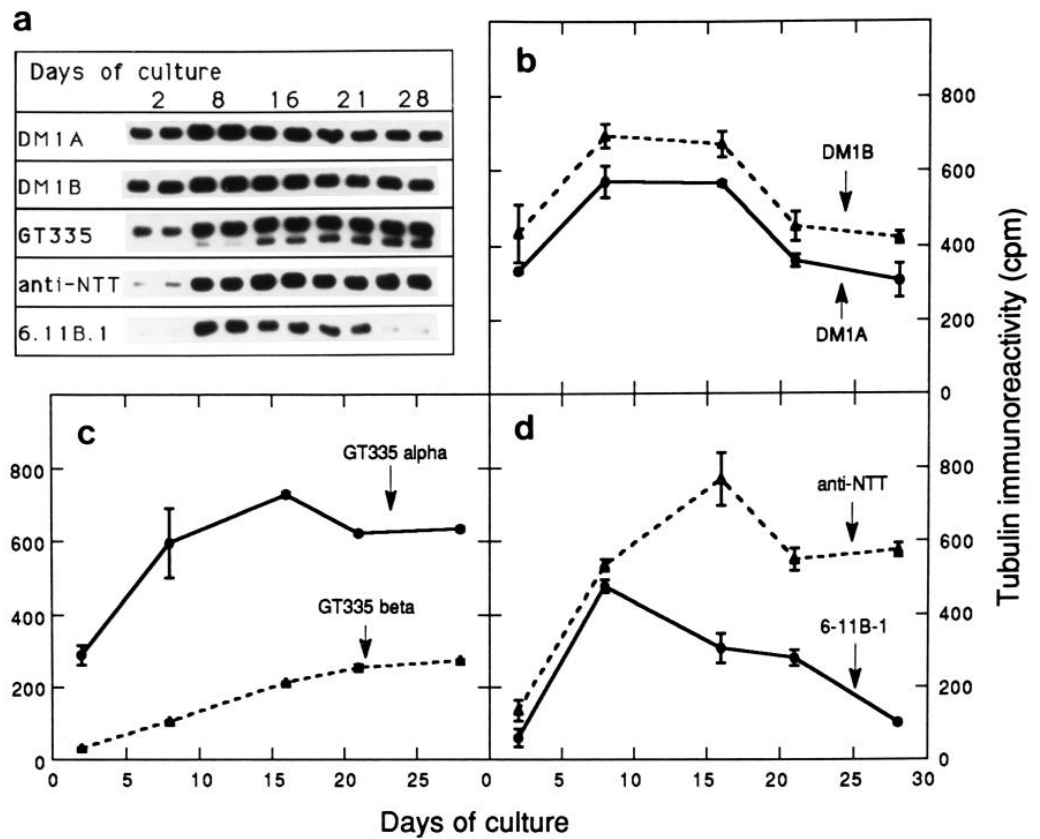 a
Days of culture
2 8 16 21 28
DM1A
DM1B
GT335
anti-NTT
6.11B.1
b
800
600
400
200
0
DM1B
DM1A
Tubulin immunoreactivity (cpm)
c
800
600
400
200
0
GT335 alpha
GT335 beta
0 5 10 15 20 25
d
800
600
400
200
0
anti-NTT
6-11B-1
0 5 10 15 20 25 30
Days of culture